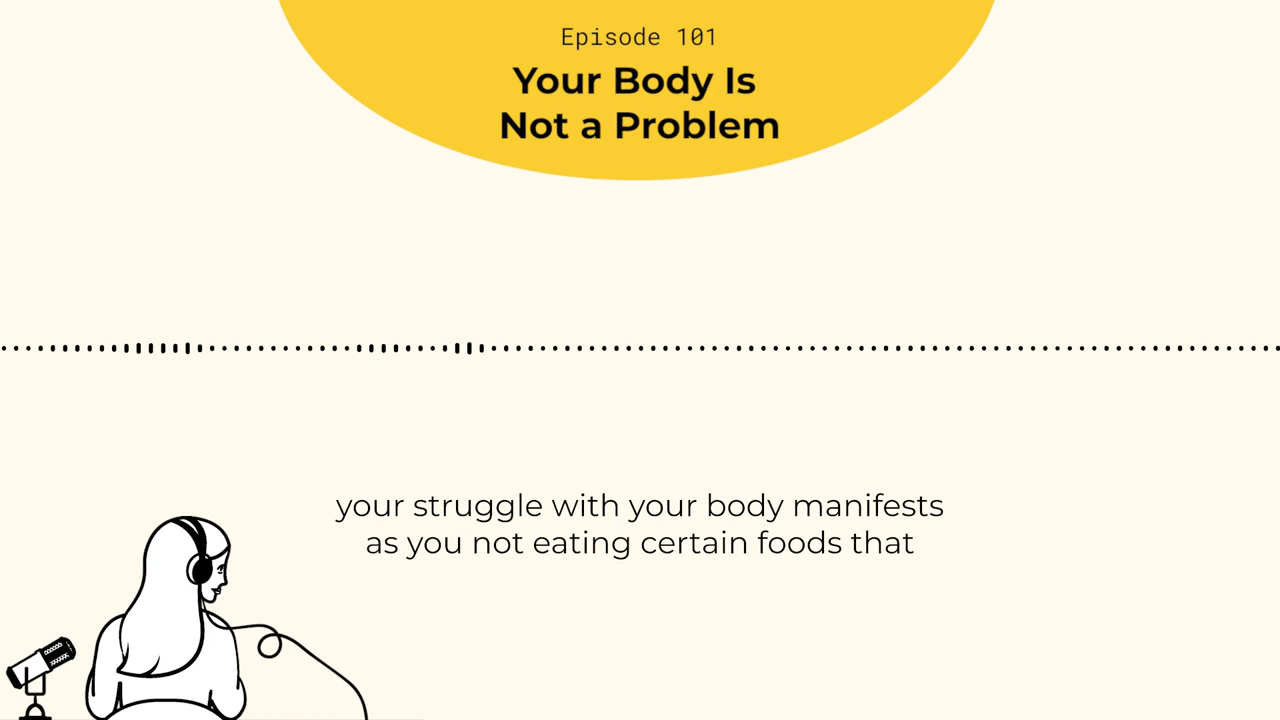 Episode 101
Your Body Is
Not a Problem
your struggle with your body manifests
as you not eating certain foods that